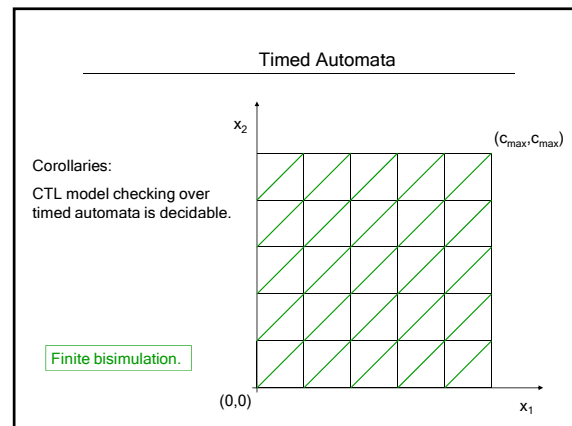 Timed Automata
x2
(cmax,cmax)
Corollaries:
CTL model checking over
timed automata is decidable.
Finite bisimulation.
(0,0)
x1